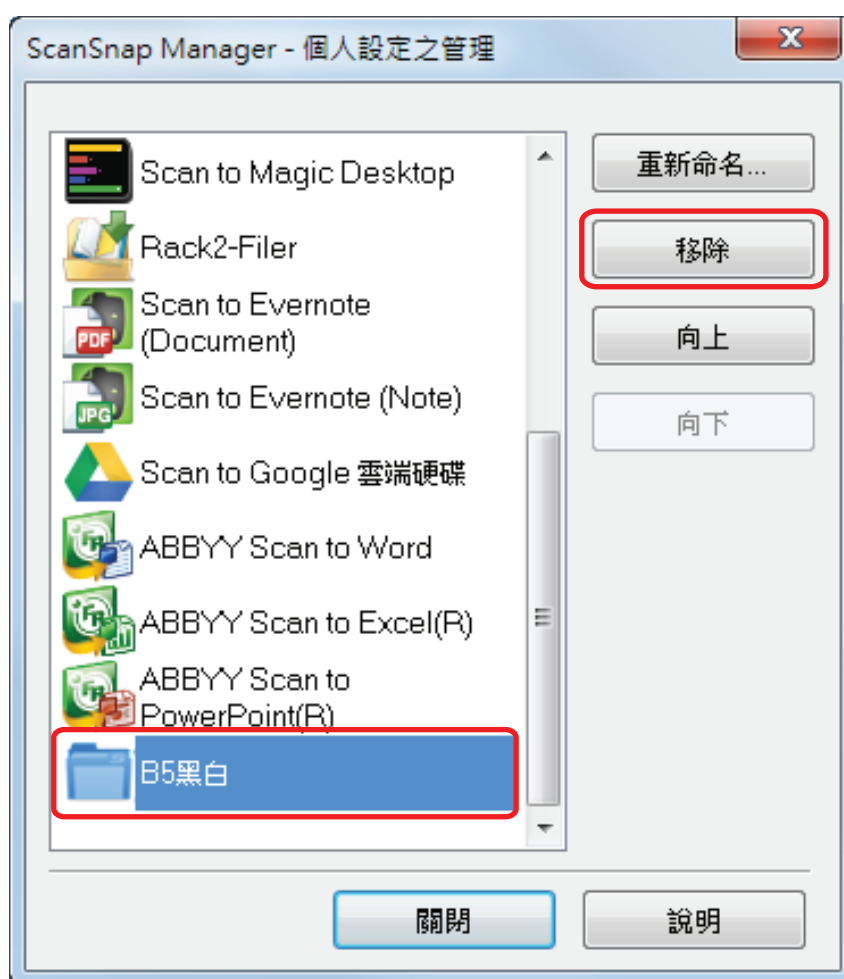 ScanSnap Manager - 個人設定之管理
Scan to Magic Desktop
Rack2-Filer
Scan to Evernote
(Document)
PDF
Scan to Evernote (Note)
JPG
Scan to Google 雲端硬碟
ABBYY Scan to Word
ABBYY Scan to Excel(R)
ABBYY Scan to
PowerPoint(R)
B5黑白
重新命名...
移除
向上
向下
關閉
說明